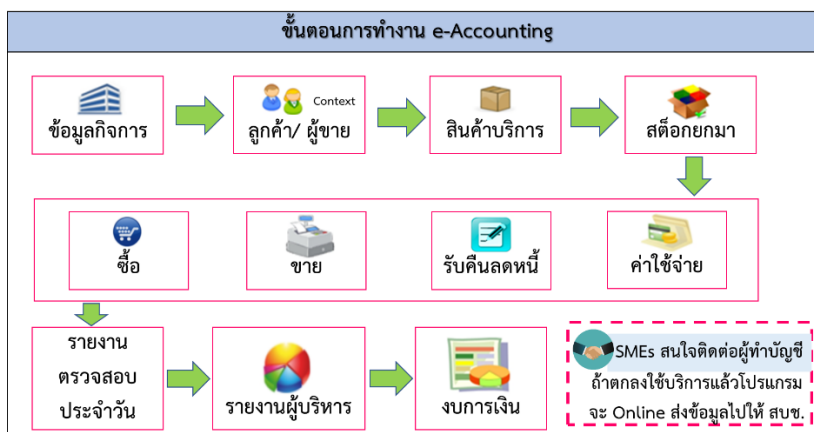 ขั้นตอนการทำงาน e-Accounting
ข้อมูลกิจการ
Context
ลูกค้า/ ผู้ขาย
สินค้าบริการ
สต็อกยกมา
ซื้อ
ขาย
รับคืนลดหนี้
ค่าใช้จ่าย
รายงาน
ตรวจสอบ
ประจำวัน
รายงานผู้บริหาร
งบการเงิน
SMEs สนใจติดต่อผู้ทำบัญชี
ถ้าตกลงใช้บริการแล้วโปรแกรม
จะ Online ส่งข้อมูลไปให้ สบช.